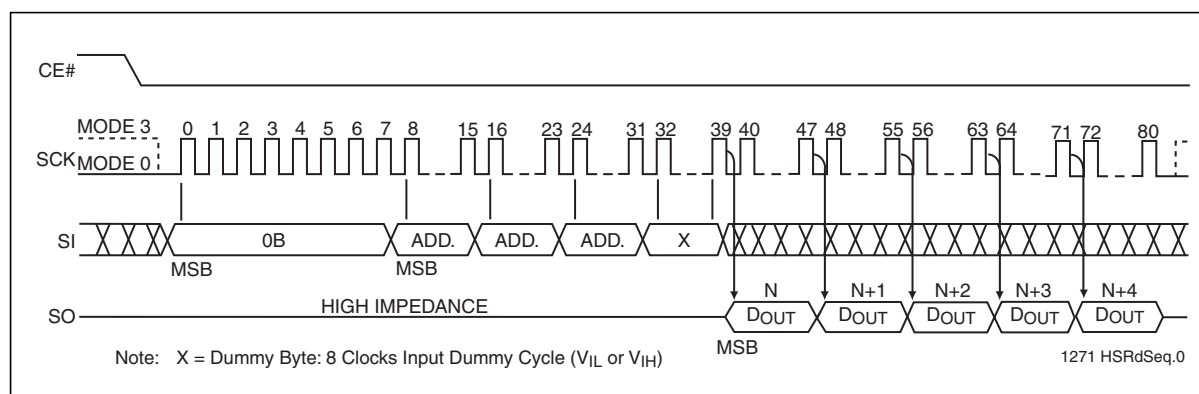 CE#
MODE 3
0 1 2 3 4 5 6 7 8 15 16 23 24 31 32 39 40 47 48 55 56 63 64 71 72 80
SCK MODE 0
SI
0B ADD. ADD. ADD. X
MSB MSB
N N+1 N+2 N+3 N+4
SO HIGH IMPEDANCE
DOUT DOUT DOUT DOUT DOUT
MSB
Note: X = Dummy Byte: 8 Clocks Input Dummy Cycle (VIL or VIH)
1271 HSRdSeq.0